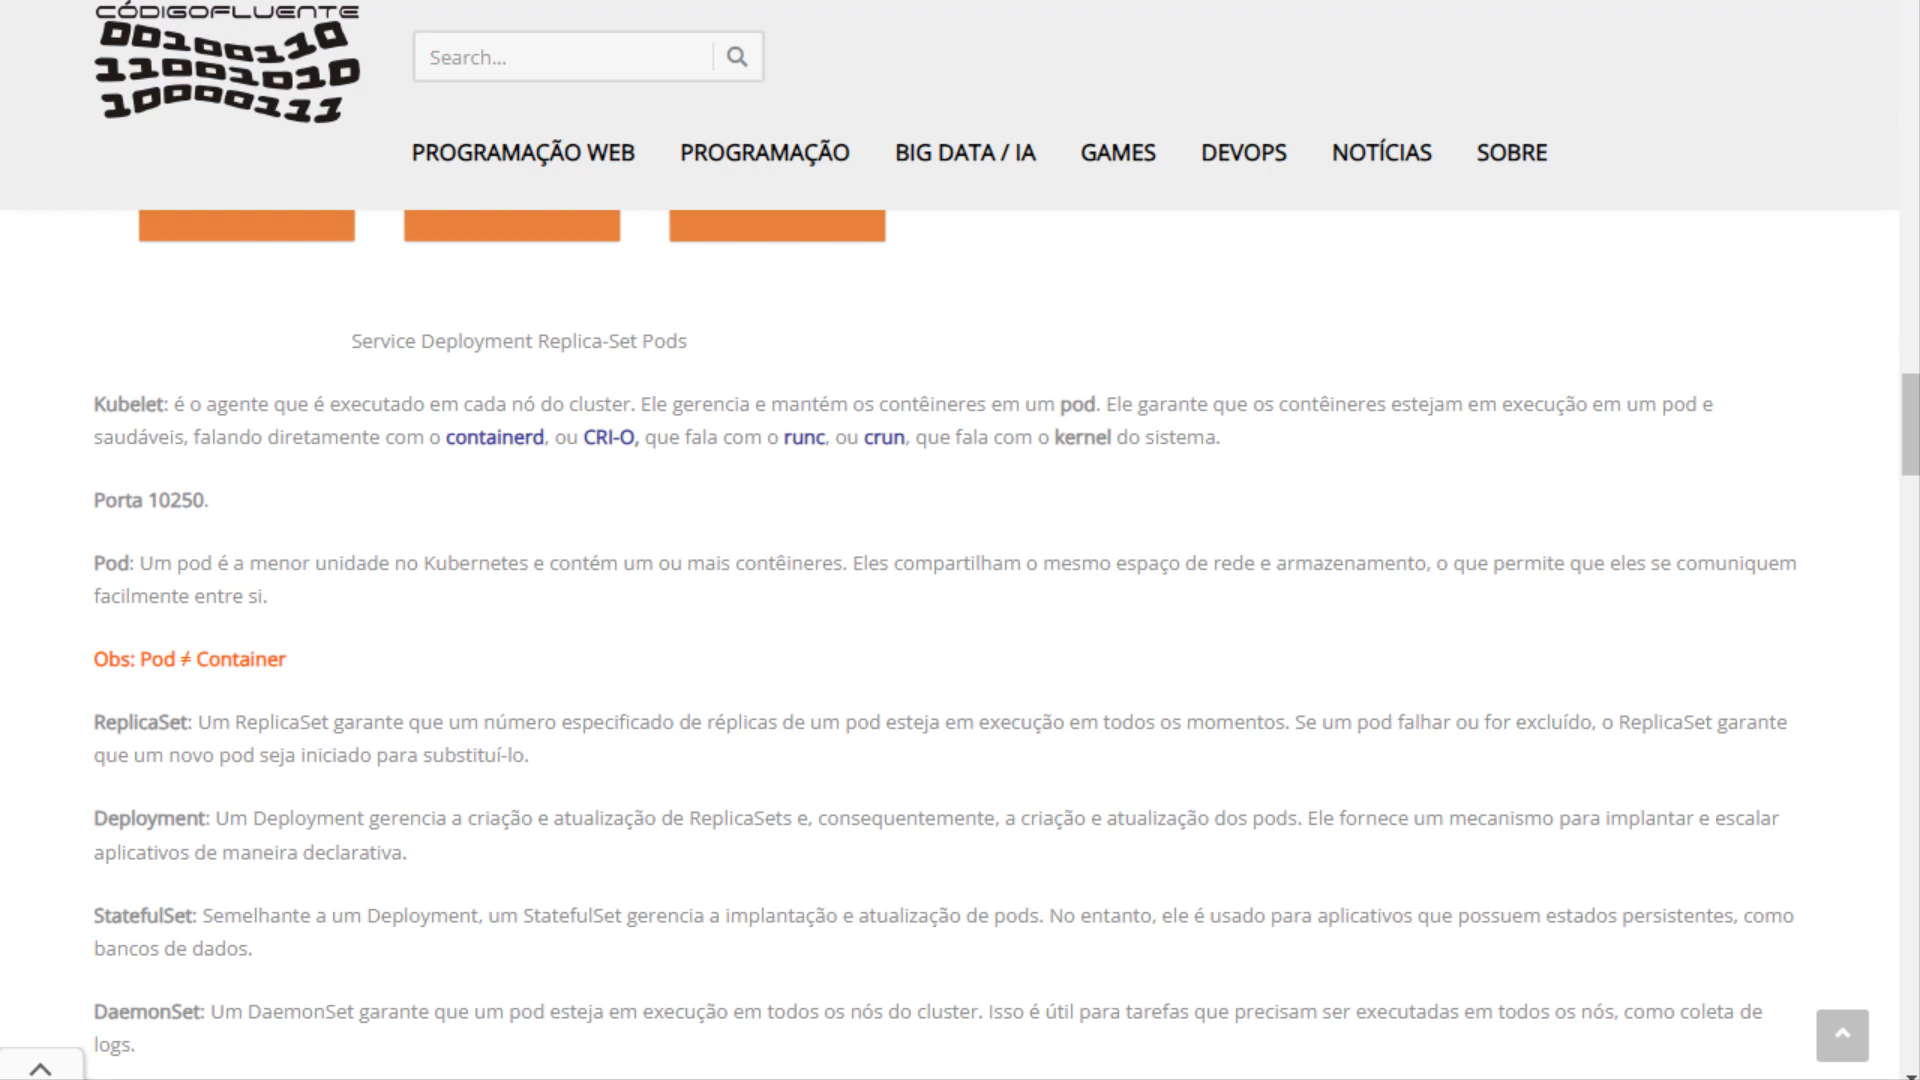 CÓDIGOFLUENTE
00100110
11001010
10000111
Search...
PROGRAMAÇÃO WEB PROGRAMAÇÃO BIG DATA / IA GAMES DEVOPS NOTÍCIAS SOBRE
Service Deployment Replica-Set Pods
Kubelet: é o agente que é executado em cada nó do cluster. Ele gerencia e mantém os contêineres em um pod. Ele garante que os contêineres estejam em execução em um pod e
saudáveis, falando diretamente com o containerd, ou CRI-O, que fala com o runc, ou crun, que fala com o kernel do sistema.
Porta 10250.
Pod: Um pod é a menor unidade no Kubernetes e contém um ou mais contêineres. Eles compartilham o mesmo espaço de rede e armazenamento, o que permite que eles se comuniquem
facilmente entre si.
Obs: Pod ≠ Container
ReplicaSet: Um ReplicaSet garante que um número especificado de réplicas de um pod esteja em execução em todos os momentos. Se um pod falhar ou for excluído, o ReplicaSet garante
que um novo pod seja iniciado para substituí-lo.
Deployment: Um Deployment gerencia a criação e atualização de ReplicaSets e, consequentemente, a criação e atualização dos pods. Ele fornece um mecanismo para implantar e escalar
aplicativos de maneira declarativa.
StatefulSet: Semelhante a um Deployment, um StatefulSet gerencia a implantação e atualização de pods. No entanto, ele é usado para aplicativos que possuem estados persistentes, como
bancos de dados.
DaemonSet: Um DaemonSet garante que um pod esteja em execução em todos os nós do cluster. Isso é útil para tarefas que precisam ser executadas em todos os nós, como coleta de
logs.